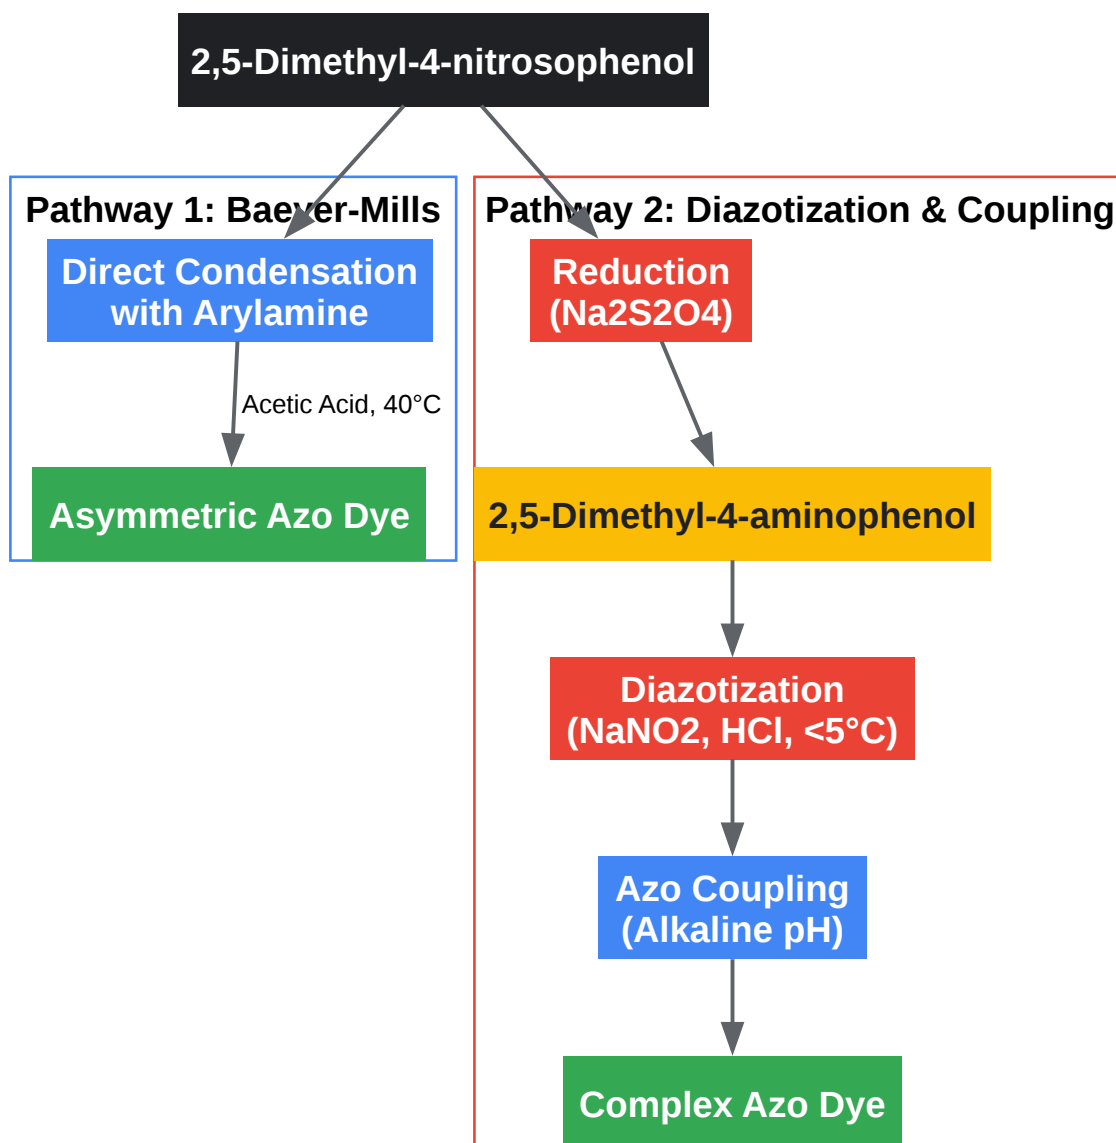 2,5-Dimethyl-4-nitrosophenol
Pathway 1: Baeyer-Mills
Direct Condensation
with Arylamine
Acetic Acid, 40°C
Asymmetric Azo Dye
Pathway 2: Diazotization & Coupling
Reduction
(Na2S2O4)
2,5-Dimethyl-4-aminophenol
Diazotization
(NaNO2, HCl, <5°C)
Azo Coupling
(Alkaline pH)
Complex Azo Dye